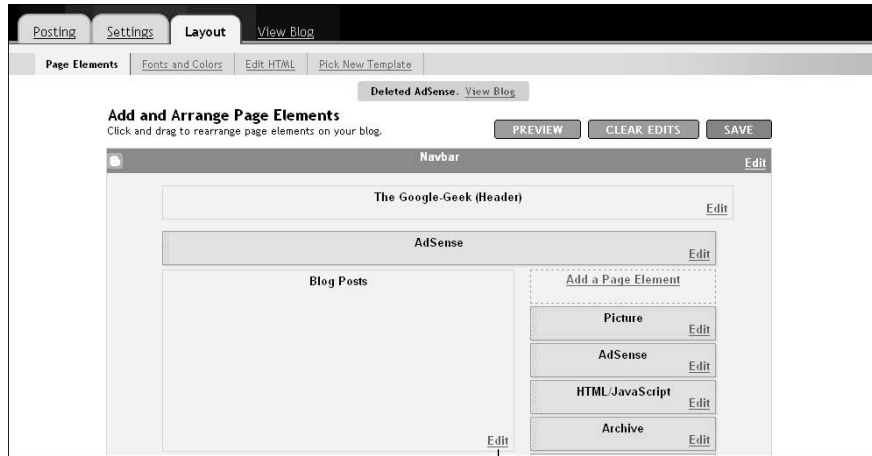 Posting Settings Layout View Blog
Page Elements Fonts and Colors Edit HTML Pick New Template
Deleted AdSense. View Blog
Add and Arrange Page Elements
Click and drag to rearrange page elements on your blog.
PREVIEW CLEAR EDITS SAVE
Navbar
Edit
The Google-Geek (Header)
Edit
AdSense
Edit
Blog Posts
Edit
Add a Page Element
Picture
Edit
AdSense
Edit
HTML/JavaScript
Edit
Archive
Edit